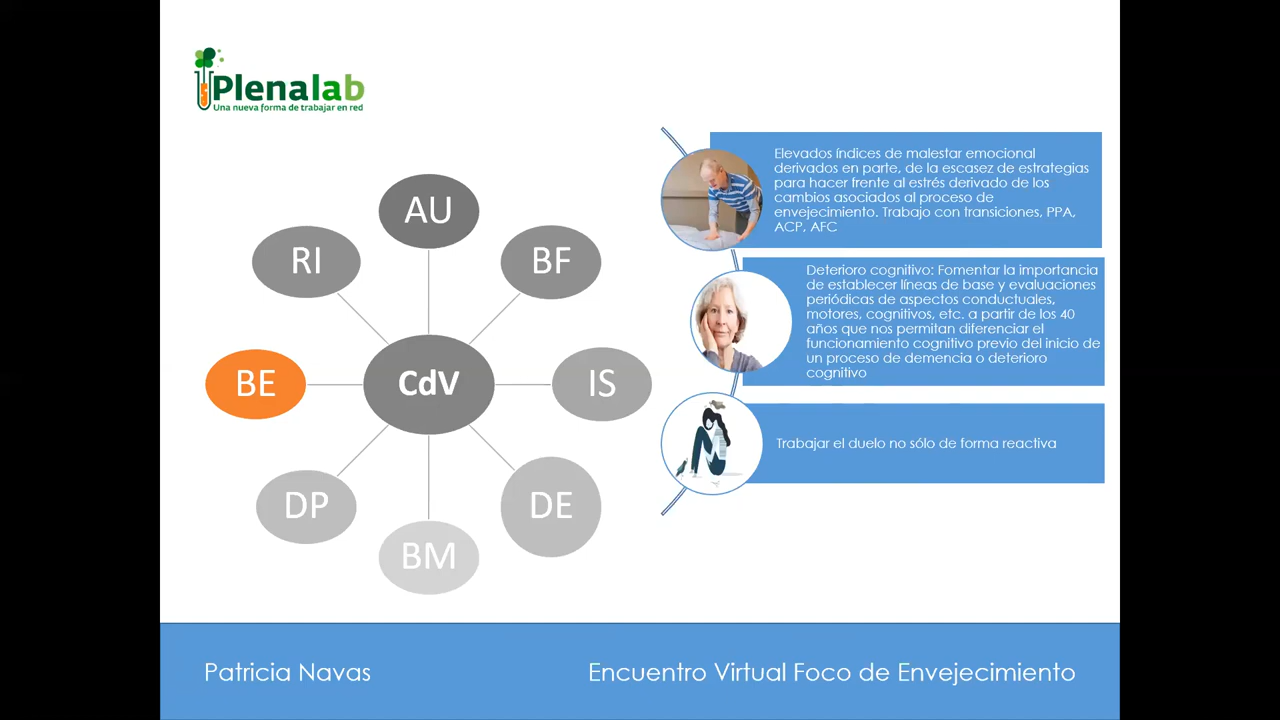 Plenalab
Una nueva forma de trabajar en red
AU
RI
BF
BE
CdV
IS
DP
DE
BM
Elevados índices de malestar emocional
derivados en parte, de la escasez de estrategias
para hacer frente al estrés derivado de los
cambios asociados al proceso de
envejecimiento. Trabajo con transiciones, PPA,
ACP, AFC
Deterioro cognitivo: Fomentar la importancia
de establecer líneas de base y evaluaciones
periódicas de aspectos conductuales,
motores, cognitivos, etc. a partir de los 40
años que nos permitan diferenciar el
funcionamiento cognitivo previo del inicio de
un proceso de demencia o deterioro
cognitivo
Trabajar el duelo no sólo de forma reactiva
Patricia Navas
Encuentro Virtual Foco de Envejecimiento